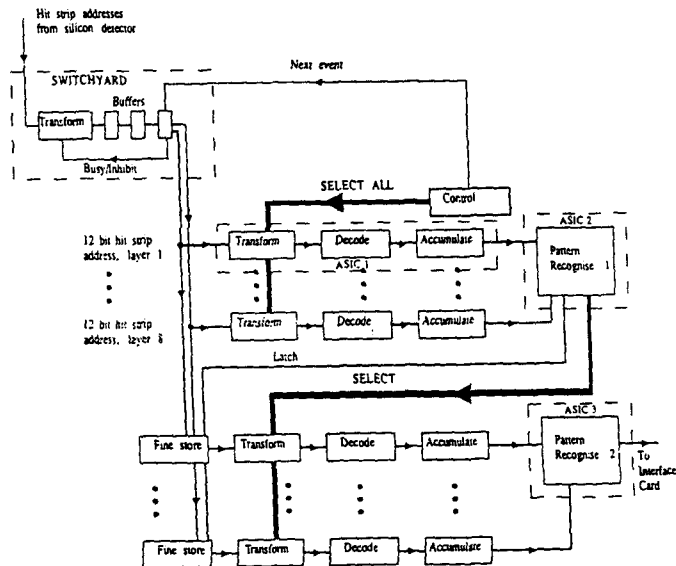 Hit strip addresses
from silicon detector
Next event
SWITCHYARD
Buffers
Transform
Busy/Inhibit
SELECT ALL
Control
ASIC 2
12 bit hit strip
address, layer 1
Transform
Decode
Accumulate
ASIC 1
Pattern
Recognise 1
12 bit hit strip
address, layer 8
Transform
Decode
Accumulate
Latch
SELECT
ASIC 3
Fine store
Transform
Decode
Accumulate
Pattern
Recognise 2
To
Interface
Card
Fine store
Transform
Decode
Accumulate